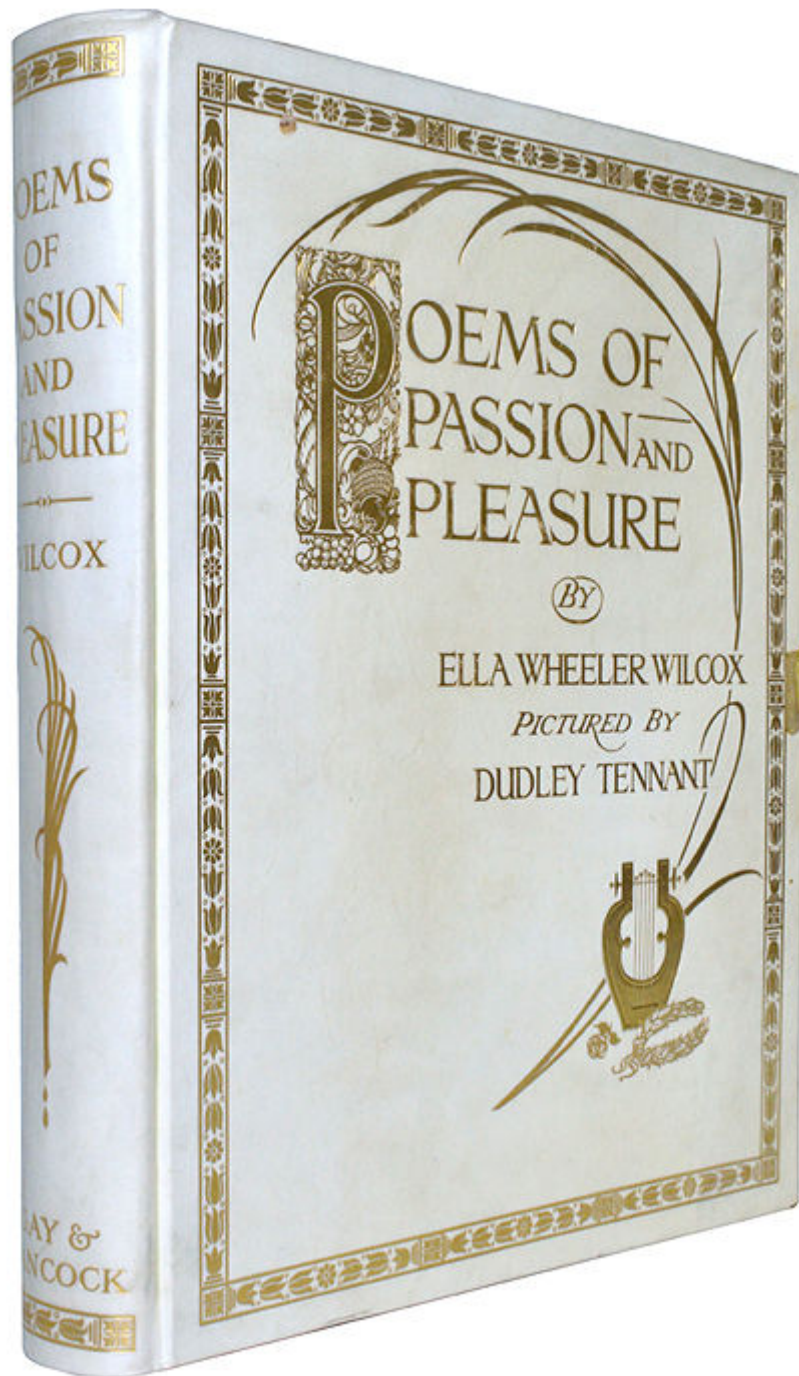 OEMS
OF
SSION
AND
EASURE
ILCOX
AY &
NCOCK
POEMS OF
PASSION AND
PLEASURE
BY
ELLA WHEELER WILCOX
PICTURED BY
DUDLEY TENNANT